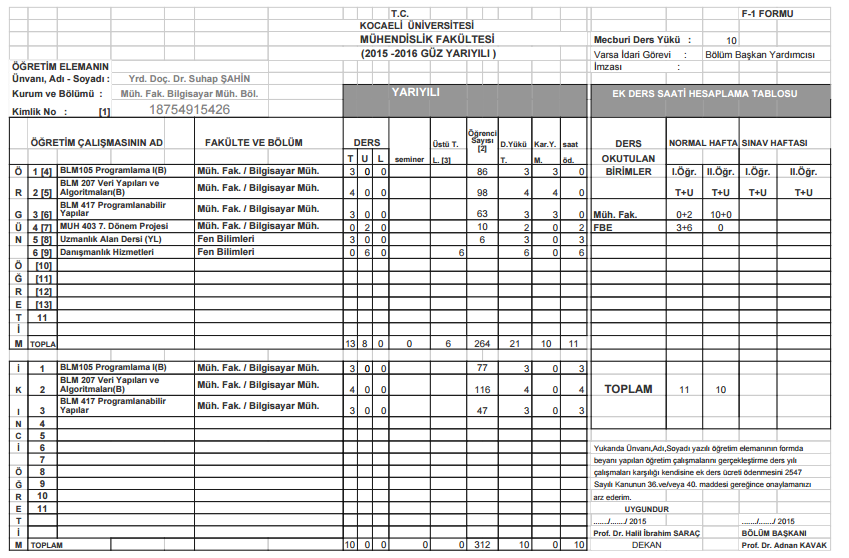 T.C.
F-1 FORMU
KOCAELİ ÜNİVERSİTESİ
MÜHENDİSLİK FAKÜLTESİ
Mecburi Ders Yükü : 10
(2015 -2016 GÜZ YARIYILI )
Varsa İdari Görevi : Bölüm Başkan Yardımcısı
ÖĞRETİM ELEMANIN
İmzası :
Ünvanı, Adı - Soyadı : Yrd. Doç. Dr. Suhap ŞAHİN
Kurum ve Bölümü : Müh. Fak. Bilgisayar Müh. Böl.
YARIYILI
EK DERS SAATİ HESAPLAMA TABLOSU
Kimlik No : [1] 18754915426
ÖĞRETİM ÇALIŞMASININ AD FAKÜLTE VE BÖLÜM DERS seminer Üstü T. L. [3] Öğrenci Sayısı [2] D.Yükü T. Kar.Y. M. saat öd.
T U L
DERS OKUTULAN BİRİMLER NORMAL HAFTA SINAV HAFTASI
I.Öğr. II.Öğr. I.Öğr. II.Öğr.
T+U T+U T+U T+U
Ö 1 [4] BLM105 Programlama I(B) Müh. Fak. / Bilgisayar Müh. 3 0 0 86 3 3 0
R 2 [5] BLM 207 Veri Yapıları ve Algoritmaları(B) Müh. Fak. / Bilgisayar Müh. 4 0 0 98 4 4 0
G 3 [6] BLM 417 Programlanabilir Yapılar Müh. Fak. / Bilgisayar Müh. 3 0 0 63 3 3 0
Müh. Fak. 0+2 10+0
Ü 4 [7] MUH 403 7. Dönem Projesi Müh. Fak. / Bilgisayar Müh. 0 2 0 10 2 0 2
FBE 3+6 0
N 5 [8] Uzmanlık Alan Dersi (YL) Fen Bilimleri 3 0 0 6 3 0 3
6 [9] Danışmanlık Hizmetleri Fen Bilimleri 0 6 0 6 6 0 6
Ö [10]
Ğ [11]
R [12]
E [13]
T 11
İ
M TOPLA 13 8 0 0 6 264 21 10 11
İ 1 BLM105 Programlama I(B) Müh. Fak. / Bilgisayar Müh. 3 0 0 77 3 0 3
K 2 BLM 207 Veri Yapıları ve Algoritmaları(B) Müh. Fak. / Bilgisayar Müh. 4 0 0 116 4 0 4
TOPLAM 11 10
I 3 BLM 417 Programlanabilir Yapılar Müh. Fak. / Bilgisayar Müh. 3 0 0 47 3 0 3
N 4
C 5
İ 6
7
Ö 8
Ğ 9
R 10
E 11
T
İ
M TOPLAM 10 0 0 0 0 312 10 0 10
Yukarıda Ünvanı,Adı,Soyadı yazılı öğretim elemanının formda
beyanı yapılan öğretim çalışmalarını gerçekleştirme ders yılı
çalışmaları karşılığı kendisine ek ders ücreti ödenmesini 2547
Sayılı Kanunun 36.ve/veya 40. maddesi gereğince onaylamanızı
arz ederim.
UYGUNDUR
....../....../ 2015 ....../....../ 2015
Prof. Dr. Halil İbrahim SARAÇ BÖLÜM BAŞKANI
DEKAN Prof. Dr. Adnan KAVAK